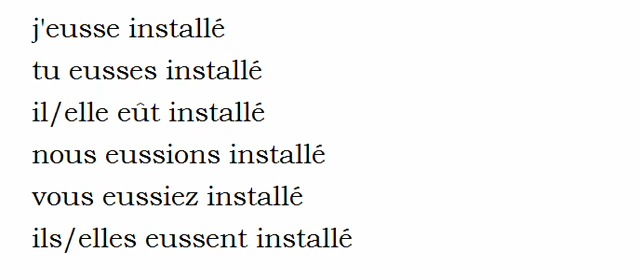 j'eusse installé
tu eusses installé
il/elle eût installé
nous eussions installé
vous eussiez installé
ils/elles eussent installé